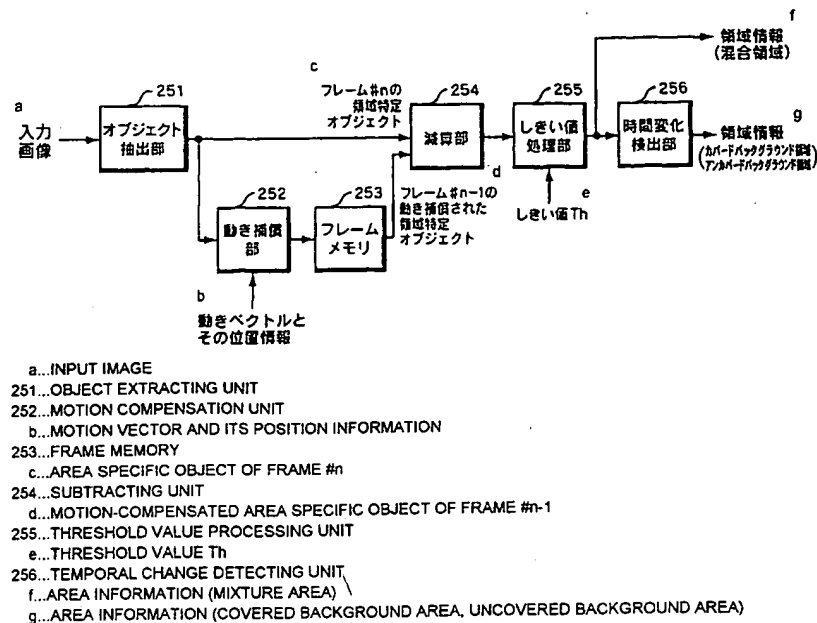 f
領域情報
(混合領域)
c
フレーム#nの
領域特定
オブジェクト
254
255
256
g
a
251
入力
画像
オブジェクト
抽出部
減算部
しきい値
処理部
時間変化
検出部
領域情報
(カバードバックグラウンド領域
アンカバードバックグラウンド領域)
d
252
253
フレーム#n-1の
動き補償された
領域特定
オブジェクト
e
しきい値Th
動き補償
部
フレーム
メモリ
b
動きベクトルと
その位置情報
a...INPUT IMAGE
251...OBJECT EXTRACTING UNIT
252...MOTION COMPENSATION UNIT
b...MOTION VECTOR AND ITS POSITION INFORMATION
253...FRAME MEMORY
c...AREA SPECIFIC OBJECT OF FRAME #n
254...SUBTRACTING UNIT
d...MOTION-COMPENSATED AREA SPECIFIC OBJECT OF FRAME #n-1
255...THRESHOLD VALUE PROCESSING UNIT
e...THRESHOLD VALUE Th
256...TEMPORAL CHANGE DETECTING UNIT
f...AREA INFORMATION (MIXTURE AREA)
g...AREA INFORMATION (COVERED BACKGROUND AREA, UNCOVERED BACKGROUND AREA)